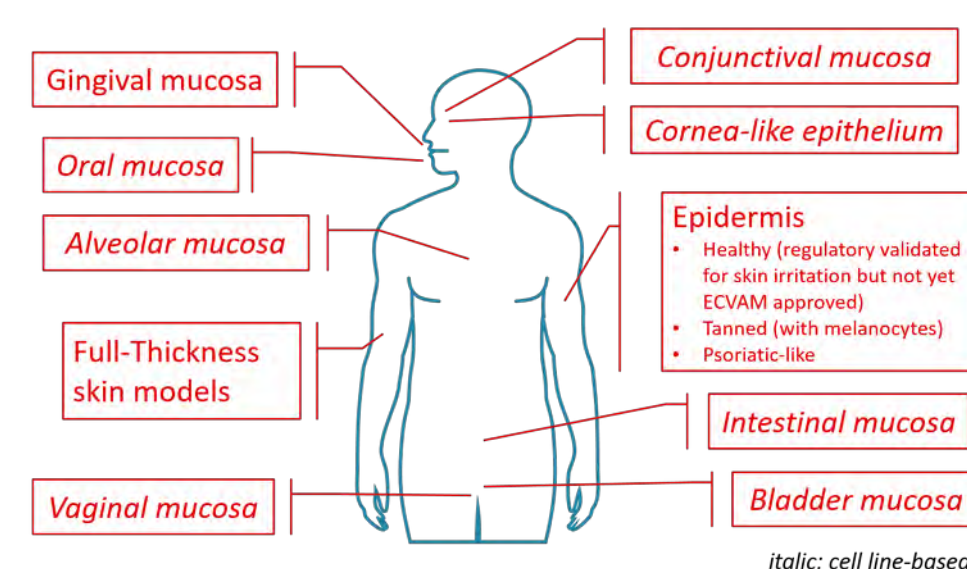 Gingival mucosa
Oral mucosa
Alveolar mucosa
Full-Thickness
skin models
Vaginal mucosa
Conjunctival mucosa
Cornea-like epithelium
Epidermis
• Healthy (regulatory validated
for skin irritation but not yet
ECVAM approved)
• Tanned (with melanocytes)
• Psoriatic-like
Intestinal mucosa
Bladder mucosa
italic: cell line-based